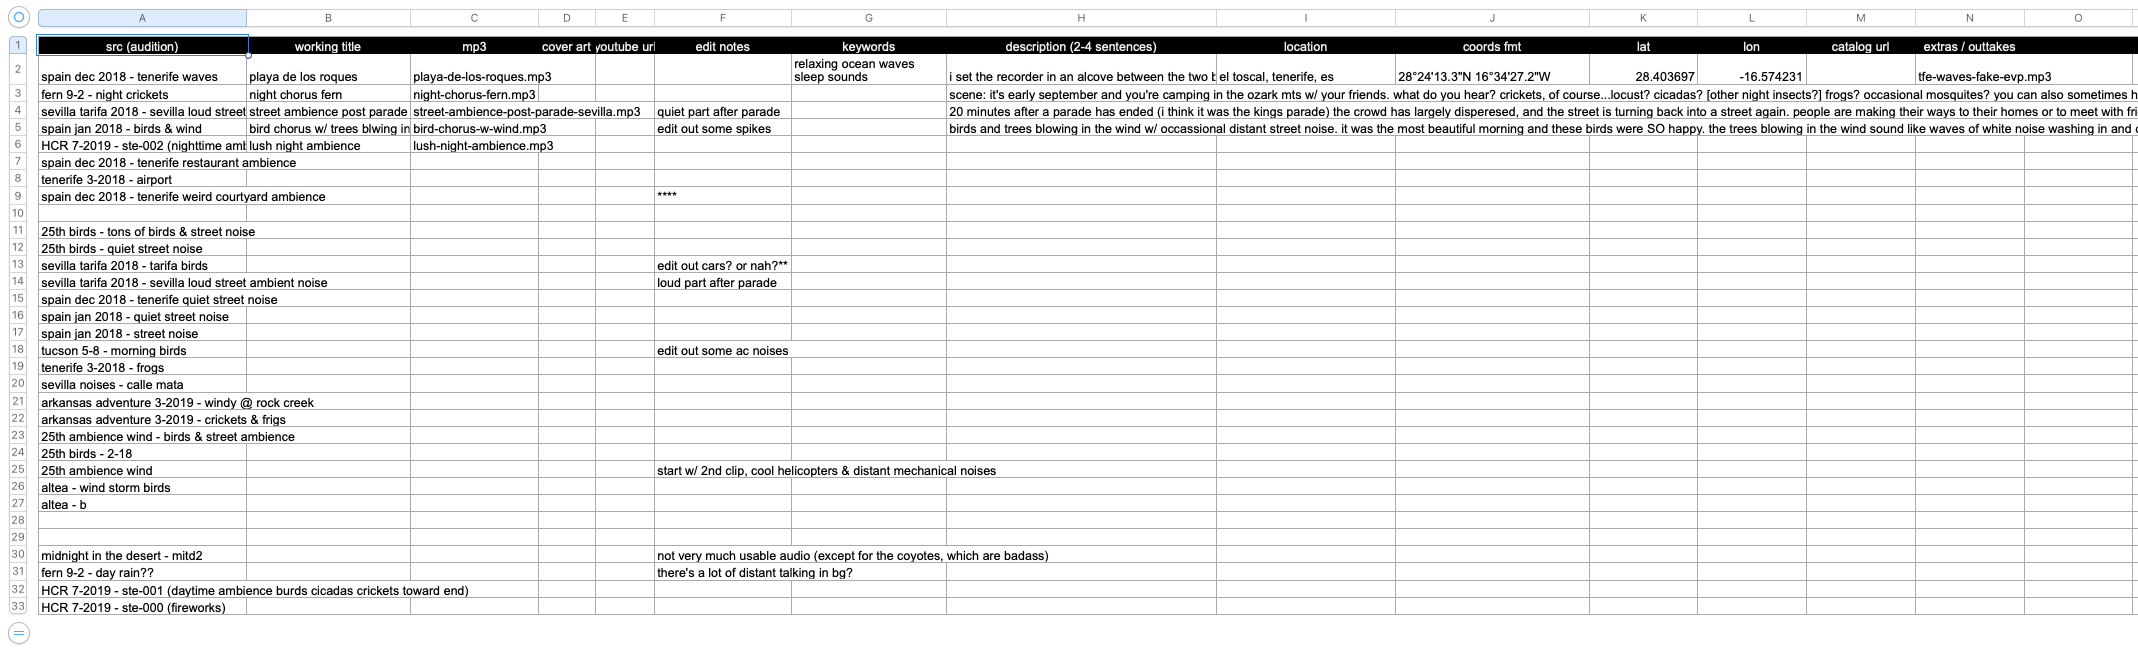 A B C D E F G H I J K L M N O
1 src (audition) working title mp3 cover art youtube url edit notes keywords description (2-4 sentences) location coords fmt lat lon catalog url extras / outtakes
relaxing ocean waves
2 spain dec 2018 - tenerife waves playa de los roques playa-de-los-roques.mp3 sleep sounds i set the recorder in an alcove between the two el toscal, tenerife, es 28°24'13.3"N 16°34'27.2"W 28.403697 -16.574231 tfe-waves-fake-evp.mp3
3 fern 9-2 - night crickets night chorus fern night-chorus-fern.mp3 scene: it's early september and you're camping in the ozark mts w/ your friends. what do you hear? crickets, of course...locust? cicadas? [other night insects?] frogs? occasional mosquites? you can also sometimes h
4 sevilla tarifa 2018 - sevilla loud street street ambience post parade street-ambience-post-parade-sevilla.mp3 quiet part after parade 20 minutes after a parade has ended (i think it was the kings parade) the crowd has largely disperesed, and the street is turning back into a street again. people are making their ways to their homes or to meet with fri
5 spain jan 2018 - birds & wind bird chorus w/ trees blwing in bird-chorus-w-wind.mp3 edit out some spikes birds and trees blowing in the wind w/ occassional distant street noise. it was the most beautiful morning and these birds were SO happy. the trees blowing in the wind sound like waves of white noise washing in and
6 HCR 7-2019 - ste-002 (nighttime amb lush night ambience lush-night-ambience.mp3
7 spain dec 2018 - tenerife restaurant ambience
8 tenerife 3-2018 - airport
9 spain dec 2018 - tenerife weird courtyard ambience ****
10
11 25th birds - tons of birds & street noise
12 25th birds - quiet street noise
13 sevilla tarifa 2018 - tarifa birds edit out cars? or nah?**
14 sevilla tarifa 2018 - sevilla loud street ambient noise loud part after parade
15 spain dec 2018 - tenerife quiet street noise
16 spain jan 2018 - quiet street noise
17 spain jan 2018 - street noise
18 tucson 5-8 - morning birds edit out some ac noises
19 tenerife 3-2018 - frogs
20 sevilla noises - calle mata
21 arkansas adventure 3-2019 - windy @ rock creek
22 arkansas adventure 3-2019 - crickets & frigs
23 25th ambience wind - birds & street ambience
24 25th birds - 2-18
25 25th ambience wind start w/ 2nd clip, cool helicopters & distant mechanical noises
26 altea - wind storm birds
27 altea - b
28
29
30 midnight in the desert - mitd2 not very much usable audio (except for the coyotes, which are badass)
31 fern 9-2 - day rain?? there's a lot of distant talking in bg?
32 HCR 7-2019 - ste-001 (daytime ambience burds cicadas crickets toward end)
33 HCR 7-2019 - ste-000 (fireworks)